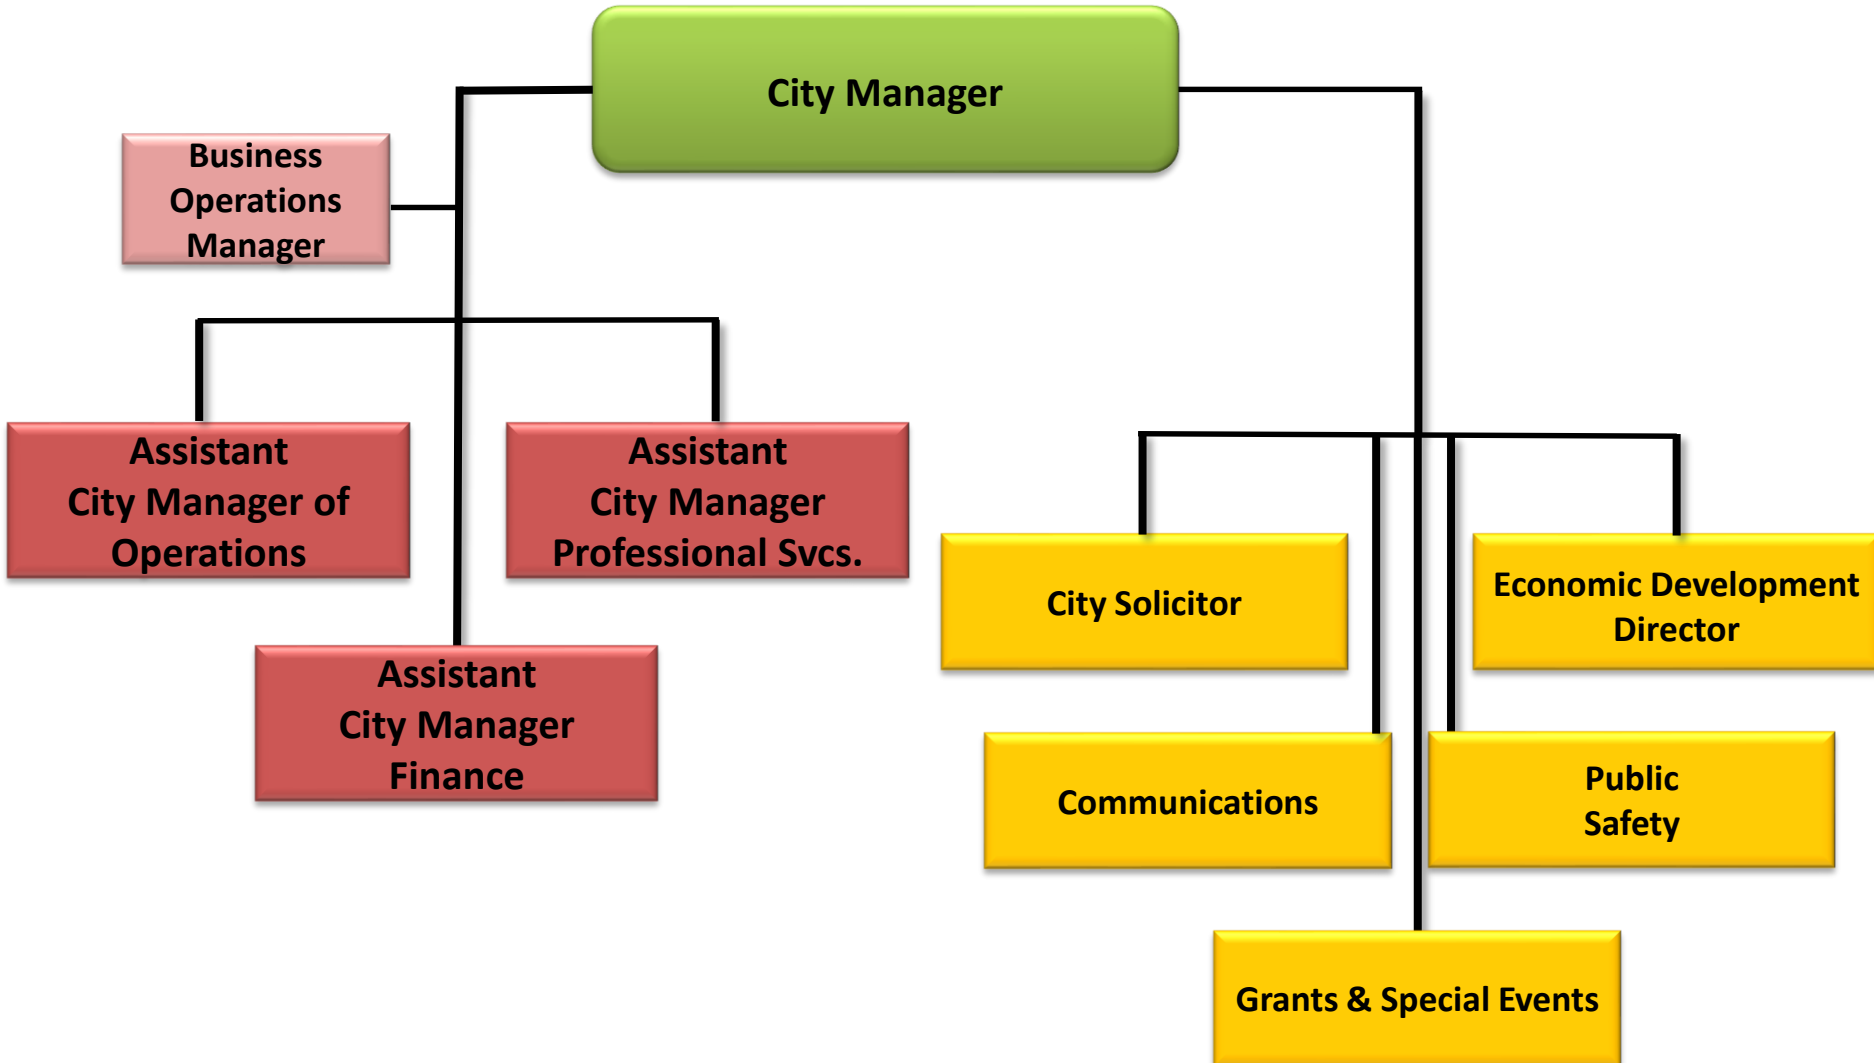 City Manager
Business
Operations
Manager
Assistant
City Manager of
Operations
Assistant
City Manager
Professional Svcs.
Assistant
City Manager
Finance
City Solicitor
Economic Development
Director
Communications
Public
Safety
Grants & Special Events